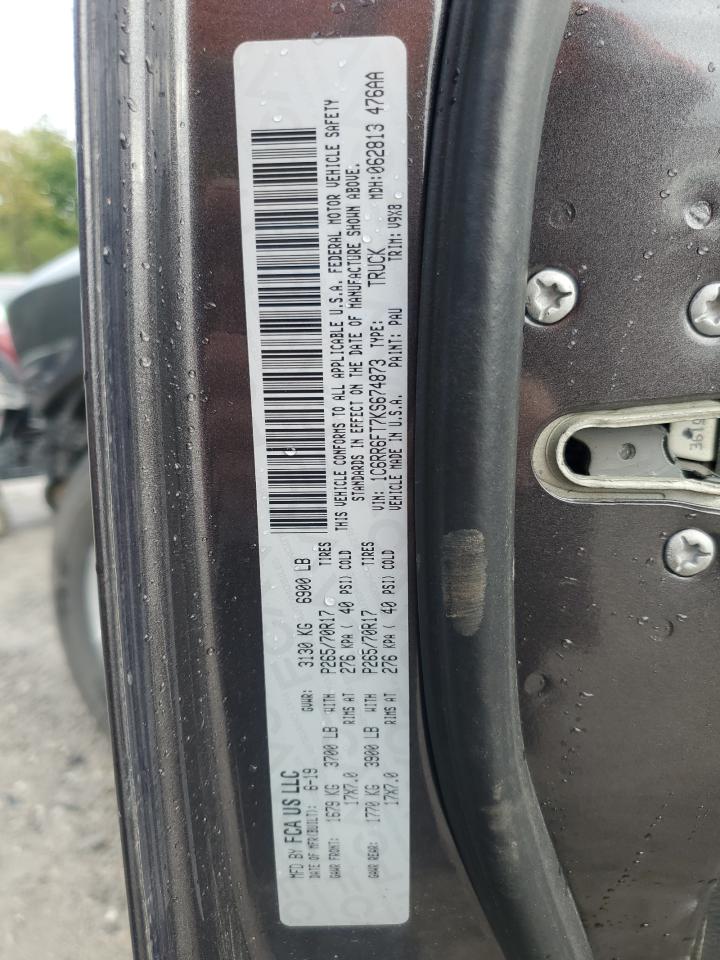 MFD BY FCA US LLC
DATE OF MFR(BUILT): 6-19 GVWR: 3130 KG 6900 LB
GAWR FRONT: 1679 KG 3700 LB WITH P265/70R17 TIRES
17X7.0 RIMS AT 276 KPA ( 40 PSI) COLD
GAWR REAR: 1770 KG 3900 LB WITH P265/70R17 TIRES
17X7.0 RIMS AT 276 KPA ( 40 PSI) COLD
THIS VEHICLE CONFORMS TO ALL APPLICABLE U.S.A. FEDERAL MOTOR VEHICLE SAFETY
STANDARDS IN EFFECT ON THE DATE OF MANUFACTURE SHOWN ABOVE.
VIN: 1C6RR6FT7KS674873 TYPE: TRUCK MDH:062813 476AA
VEHICLE MADE IN U.S.A. PAINT: PAU TRIM: V9X8